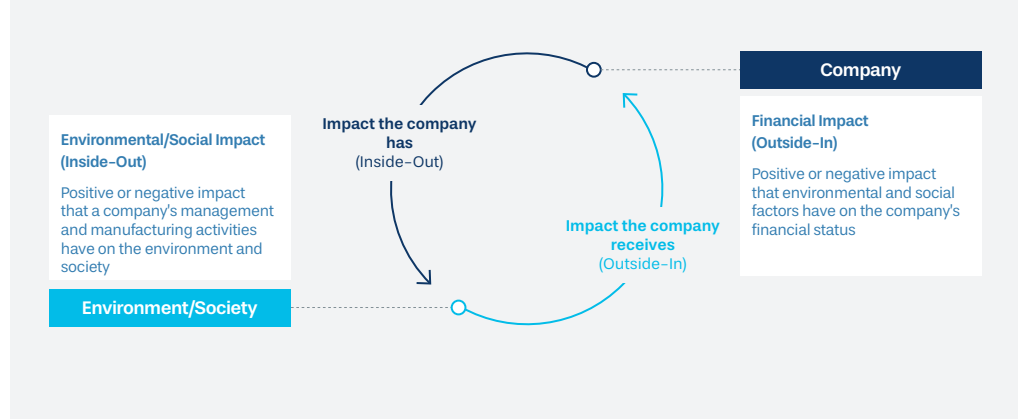 Environmental/Social Impact
(Inside-Out)
Positive or negative impact
that a company's management
and manufacturing activities
have on the environment and
society
Environment/Society
Impact the company
has
(Inside-Out)
Impact the company
receives
(Outside-In)
Company
Financial Impact
(Outside-In)
Positive or negative impact
that environmental and social
factors have on the company's
financial status